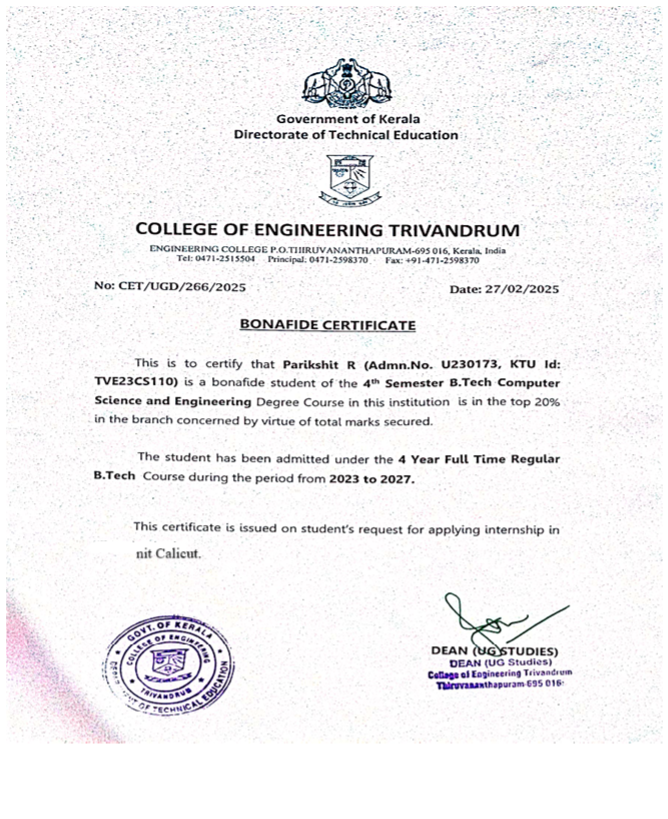 Government of Kerala
Directorate of Technical Education
COLLEGE OF ENGINEERING TRIVANDRUM
ENGINEERING COLLEGE P.O.THIRUVANANTHAPURAM-695 016, Kerala, India
Tel: 0471-2515504 Principal: 0471-2598370 Fax: +91-471-2598370
No: CET/UGD/266/2025 Date: 27/02/2025
BONAFIDE CERTIFICATE
This is to certify that Parikshit R (Admn.No. U230173, KTU Id:
TVE23CS110) is a bonafide student of the 4th Semester B.Tech Computer
Science and Engineering Degree Course in this institution is in the top 20%
in the branch concerned by virtue of total marks secured.
The student has been admitted under the 4 Year Full Time Regular
B.Tech Course during the period from 2023 to 2027.
This certificate is issued on student's request for applying internship in
nit Calicut.
GOVT. OF KERALA
COLLEGE OF ENGINEERING
TRIVANDRUM
OF TECHNICAL EDUCATION
DEAN (UG STUDIES)
DEAN (UG Studies)
College of Engineering Trivandrum
Thiruvananthapuram-695 016